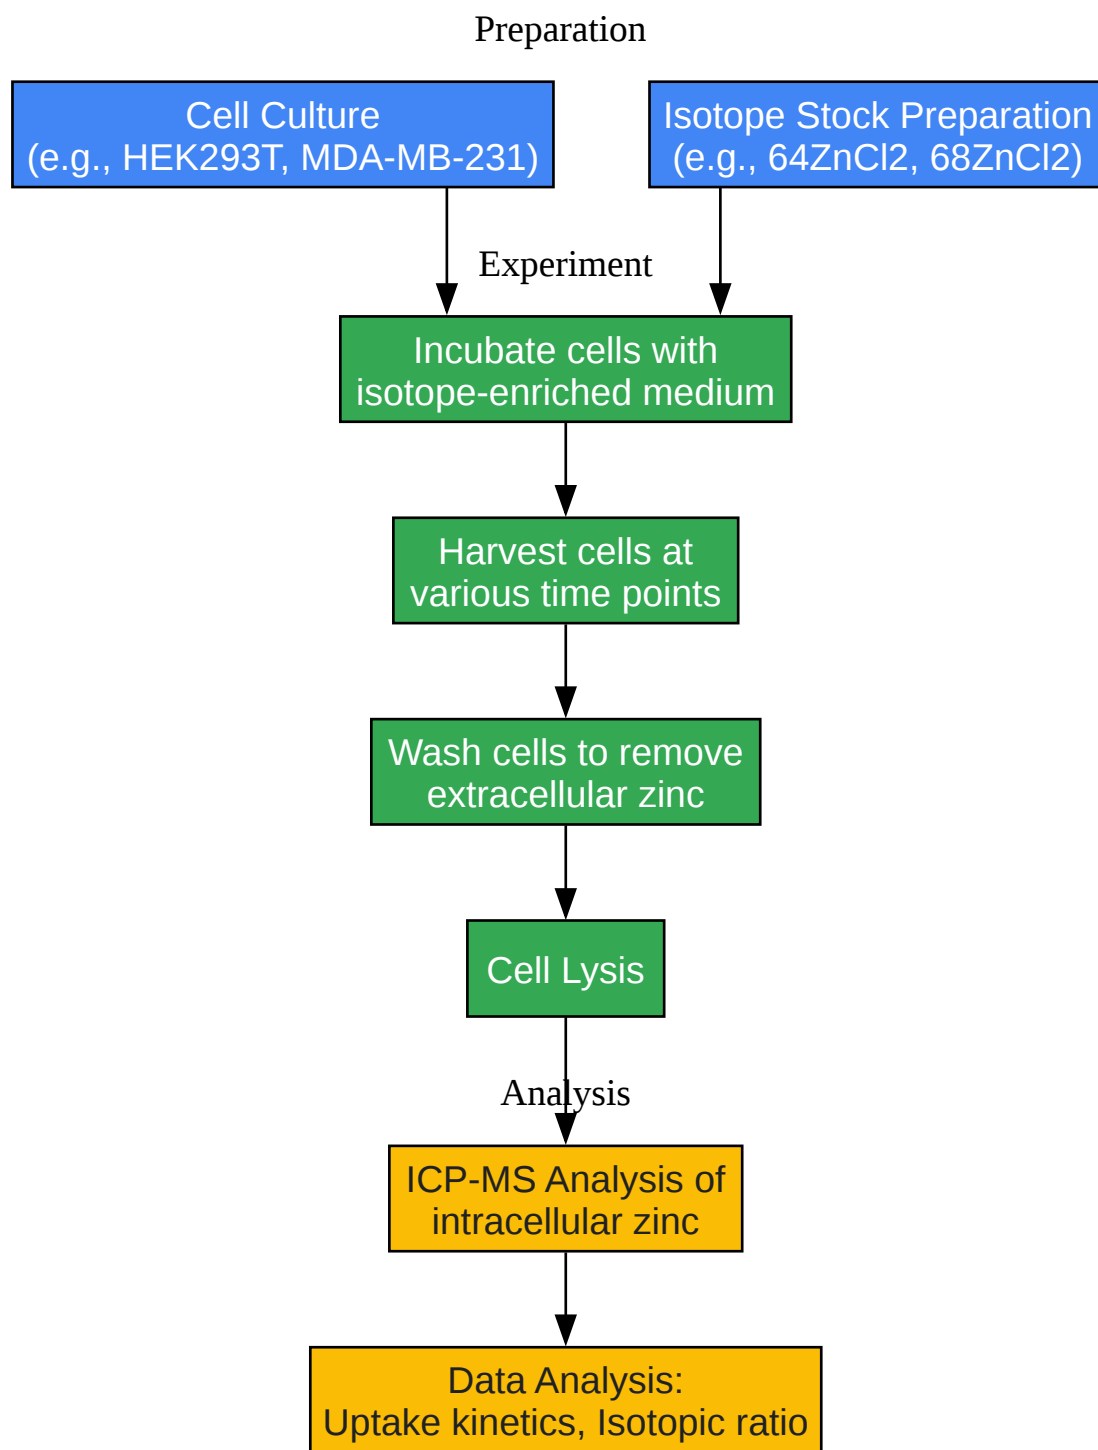 Preparation
Cell Culture
(e.g., HEK293T, MDA-MB-231)
Isotope Stock Preparation
(e.g., 64ZnCl2, 68ZnCl2)
Experiment
Incubate cells with
isotope-enriched medium
Harvest cells at
various time points
Wash cells to remove
extracellular zinc
Cell Lysis
Analysis
ICP-MS Analysis of
intracellular zinc
Data Analysis:
Uptake kinetics, Isotopic ratio